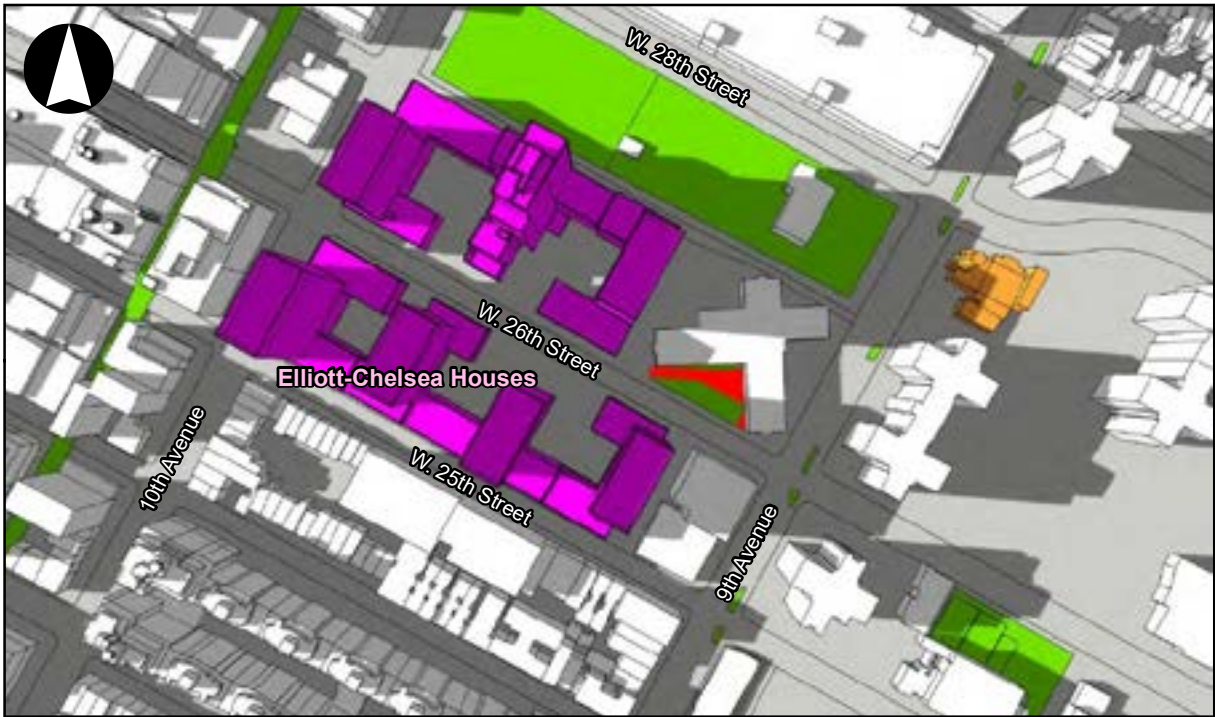 W. 28th Street
W. 26th Street
Elliott-Chelsea Houses
10th Avenue
W. 25th Street
9th Avenue